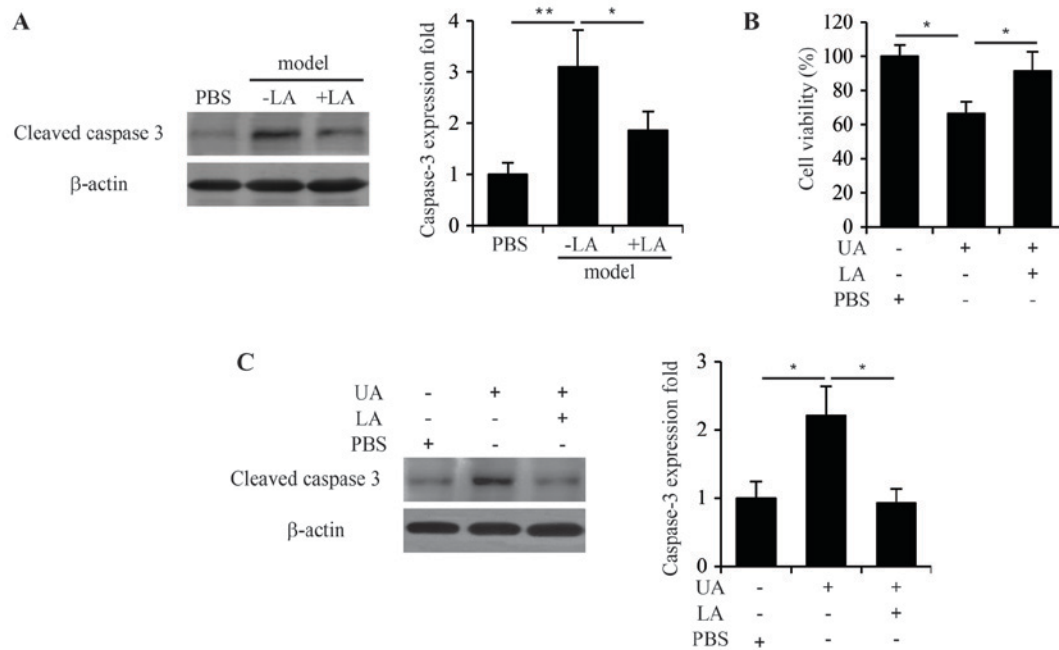 A
model
PBS -LA +LA
Cleaved caspase 3
β-actin
Caspase-3 expression fold
4
3
2
1
0
** *
PBS -LA +LA
model
B
Cell viability (%)
120
100
80
60
40
20
0
* *
UA - + +
LA - - +
PBS + - -
C
UA - + +
LA - - +
PBS + - -
Cleaved caspase 3
β-actin
Caspase-3 expression fold
3
2
1
0
* *
UA - + +
LA - - +
PBS + - -